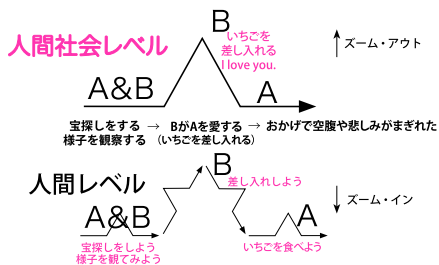 人間社会レベル
B
いちごを
差し入れる
I love you.
ズーム・アウト
A&B
A
宝探しをする → BがAを愛する → おかげで空腹や悲しみがまぎれた
様子を観察する (いちごを差し入れる)
人間レベル
B
差し入れしよう
ズーム・イン
A&B
A
宝探しをしよう
様子を観てみよう
いちごを食べよう